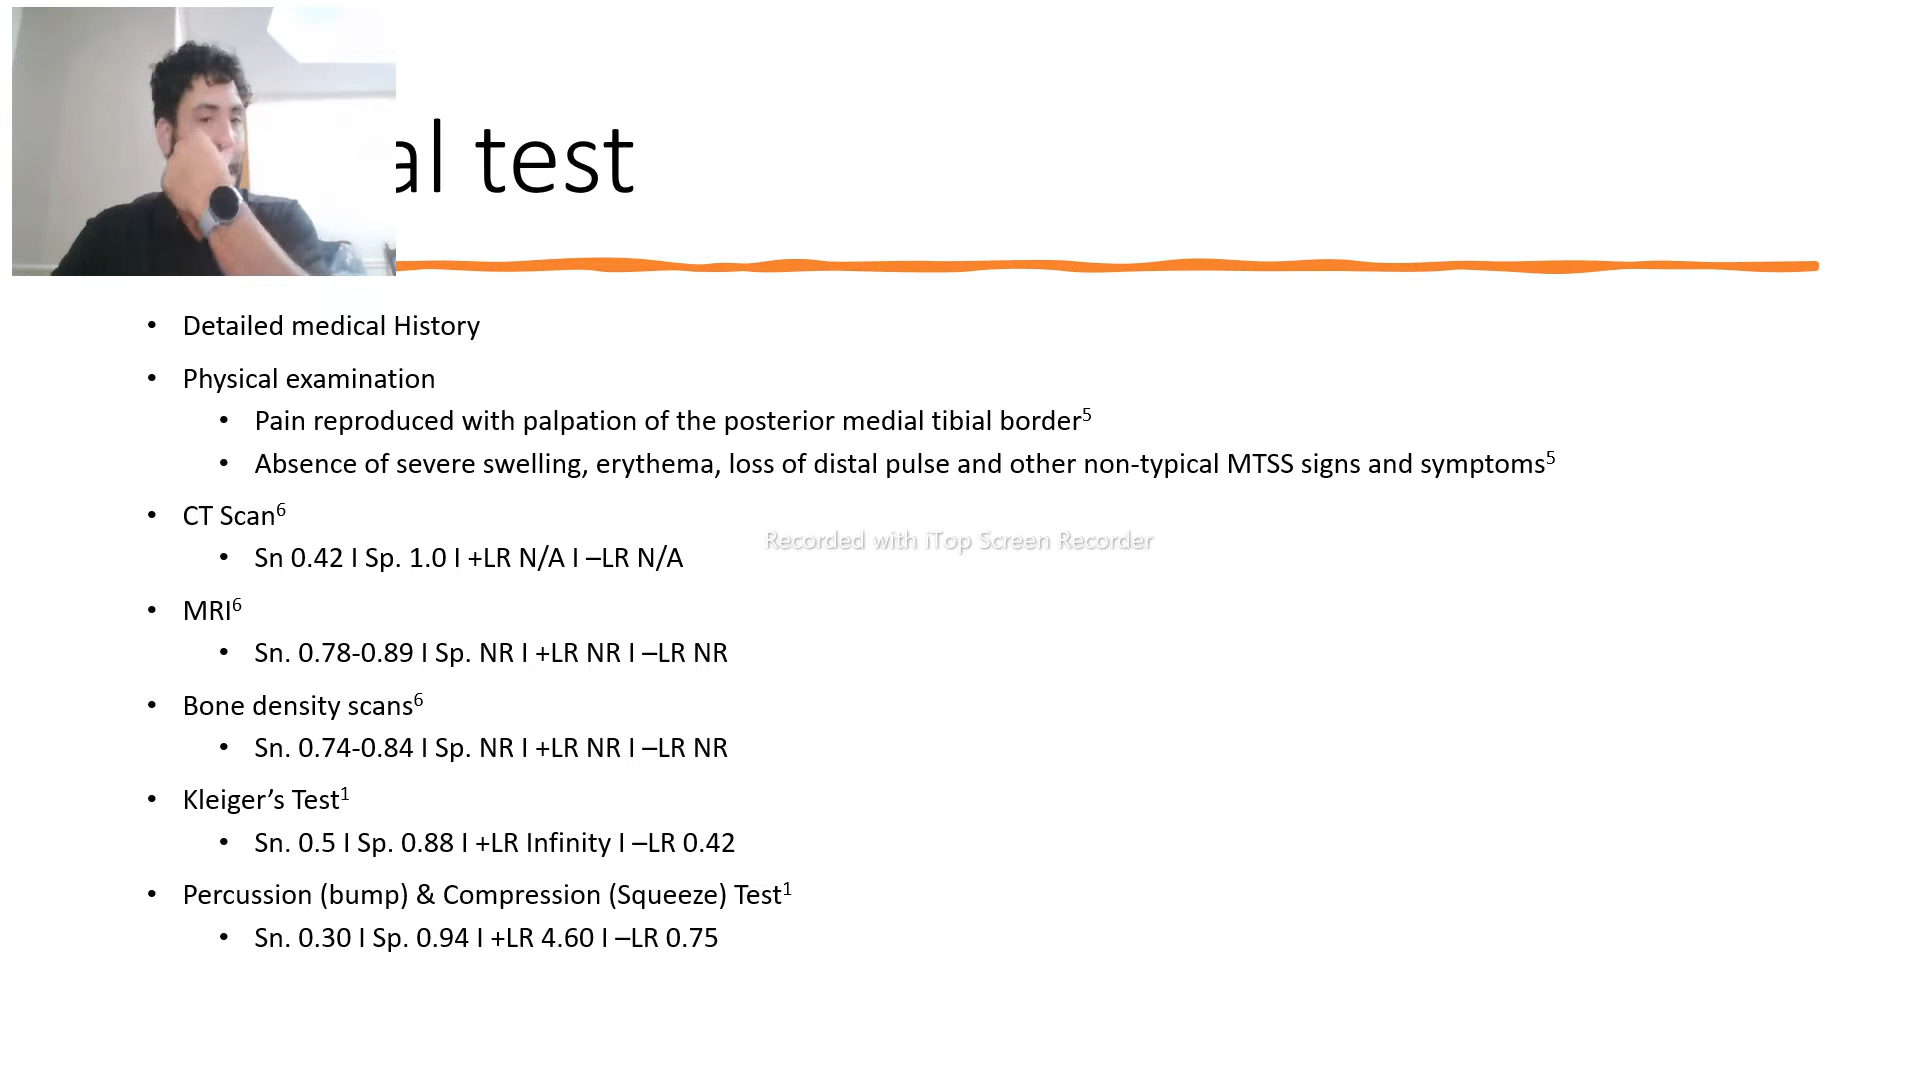 al test
• Detailed medical History
• Physical examination
• Pain reproduced with palpation of the posterior medial tibial border⁵
• Absence of severe swelling, erythema, loss of distal pulse and other non-typical MTSS signs and symptoms⁵
• CT Scan⁶
Recorded with iTop Screen Recorder
• Sn 0.42 I Sp. 1.0 I +LR N/A I –LR N/A
• MRI⁶
• Sn. 0.78-0.89 I Sp. NR I +LR NR I –LR NR
• Bone density scans⁶
• Sn. 0.74-0.84 I Sp. NR I +LR NR I –LR NR
• Kleiger’s Test¹
• Sn. 0.5 I Sp. 0.88 I +LR Infinity I –LR 0.42
• Percussion (bump) & Compression (Squeeze) Test¹
• Sn. 0.30 I Sp. 0.94 I +LR 4.60 I –LR 0.75